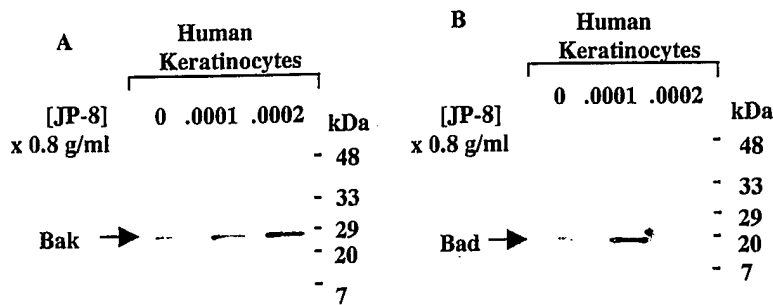 A
Human
Keratinocytes
[JP-8] 0 .0001 .0002
x 0.8 g/ml
kDa
- 48
- 33
- 29
- 20
- 7
Bak
B
Human
Keratinocytes
[JP-8] 0 .0001 .0002
x 0.8 g/ml
kDa
- 48
- 33
- 29
- 20
- 7
Bad